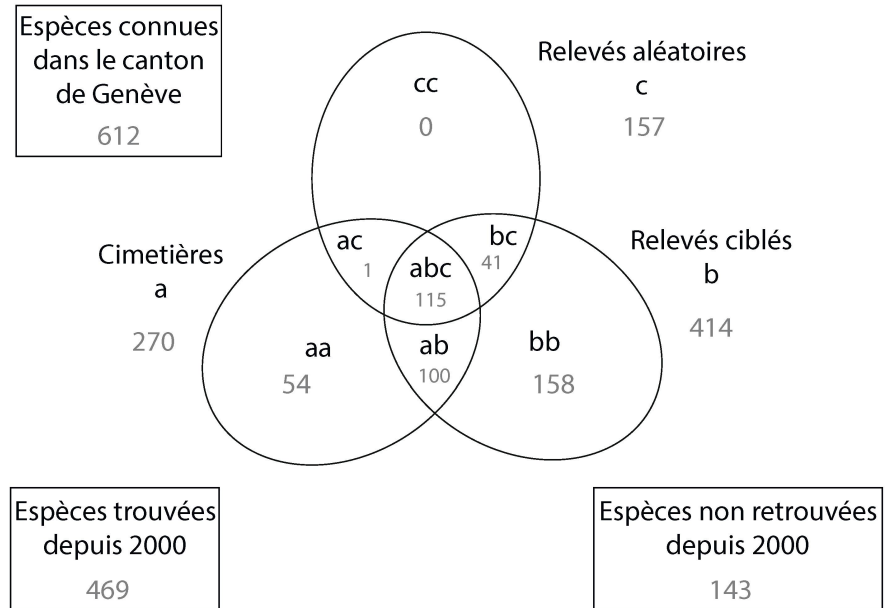 Espèces connues
dans le canton
de Genève
612
Relevés aléatoires
c
157
cc
0
Cimetières
a
270
ac
1
abc
115
bc
41
Relevés ciblés
b
414
aa
54
ab
100
bb
158
Espèces trouvées
depuis 2000
469
Espèces non retrouvées
depuis 2000
143